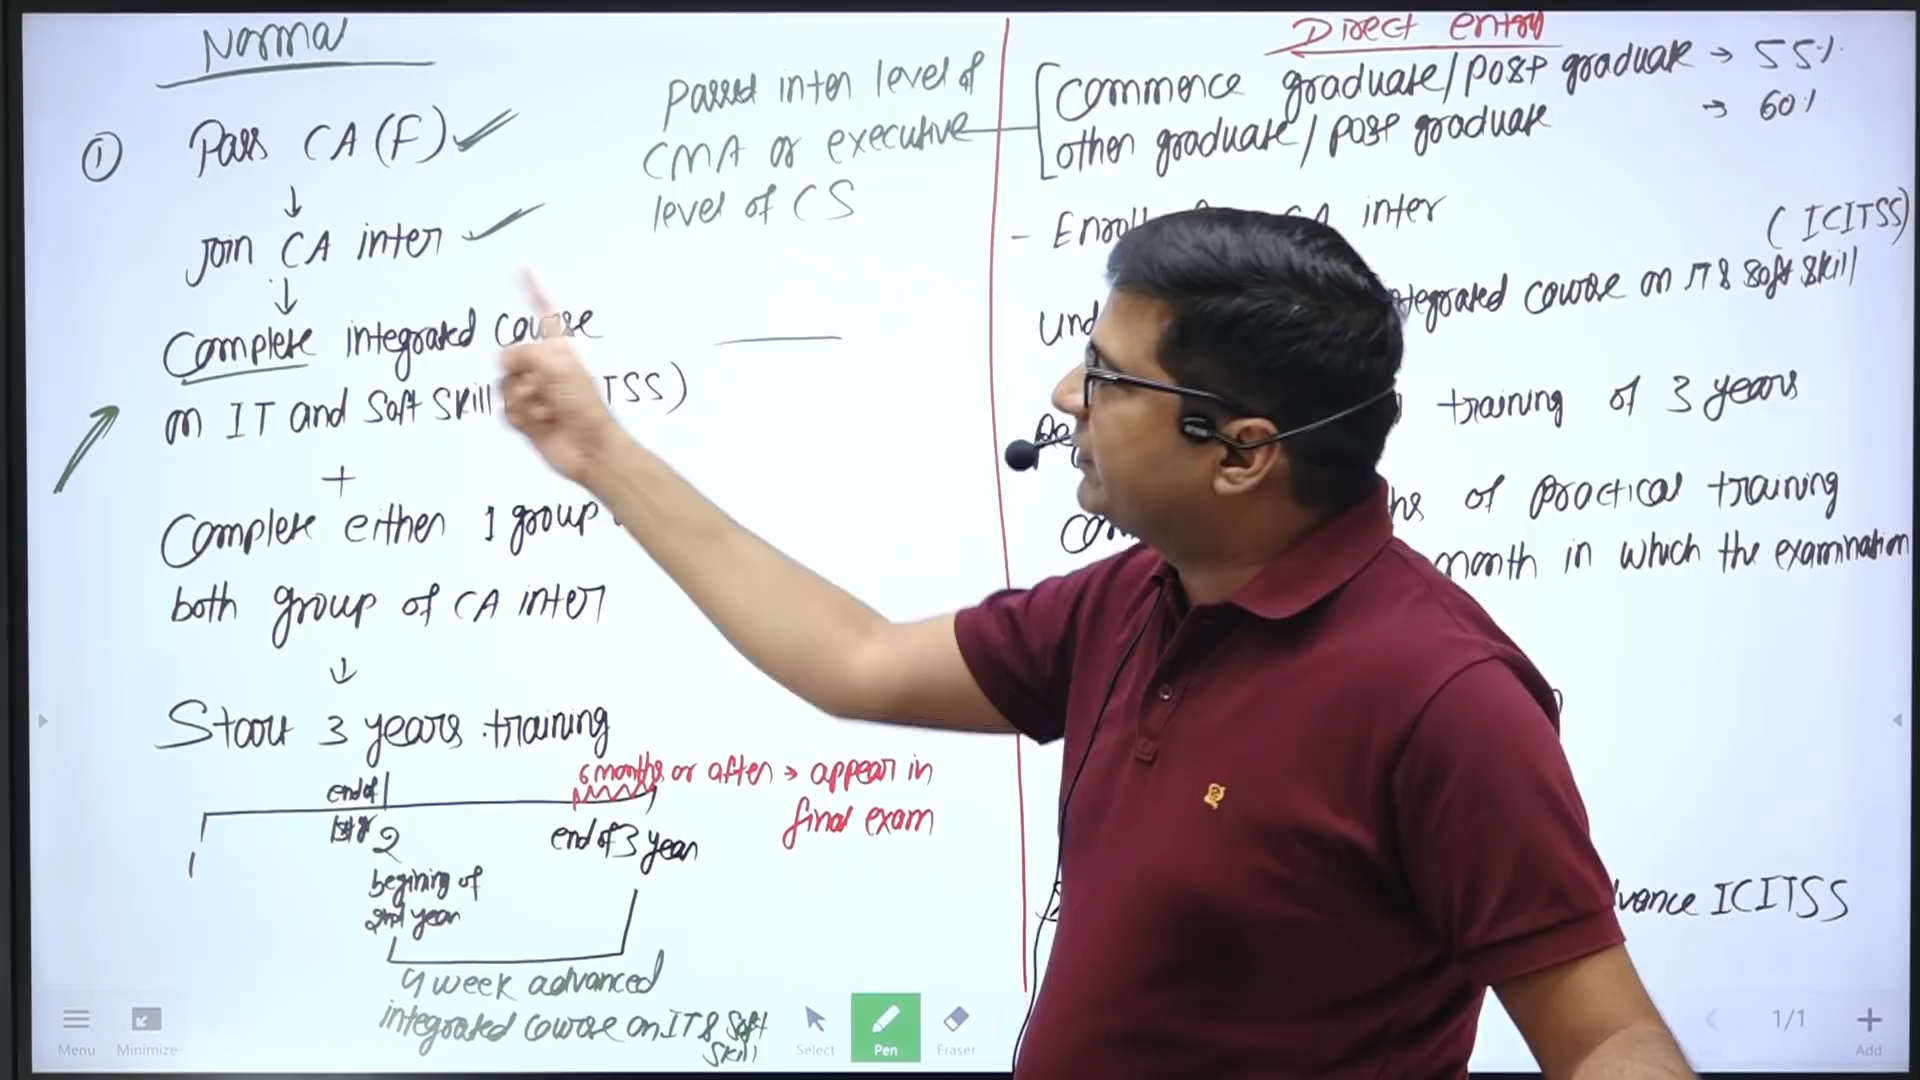 Normal
① Pass CA (F)
↓
Join CA inter
↓
Complete integrated course
on IT and Soft Skill TSS)
+
Complete either 1 group
both group of CA inter
↓
Start 3 years training
end of
1
2
begining of
2nd year
end of 3 year
6 months or after → appear in
final exam
4 week advanced
integrated course on IT & Soft
Skill
Passed inter level of
CMA or executive
level of CS
Direct entry
Commerce graduate/post graduate → 55%
other graduate/post graduate → 60%
- Enroll CA inter
(ICITSS)
integrated course on IT & Soft Skill
training of 3 years
of practical training
month in which the examination
ICITSS
Menu
Minimize
Select
Pen
Eraser
1/1
Add